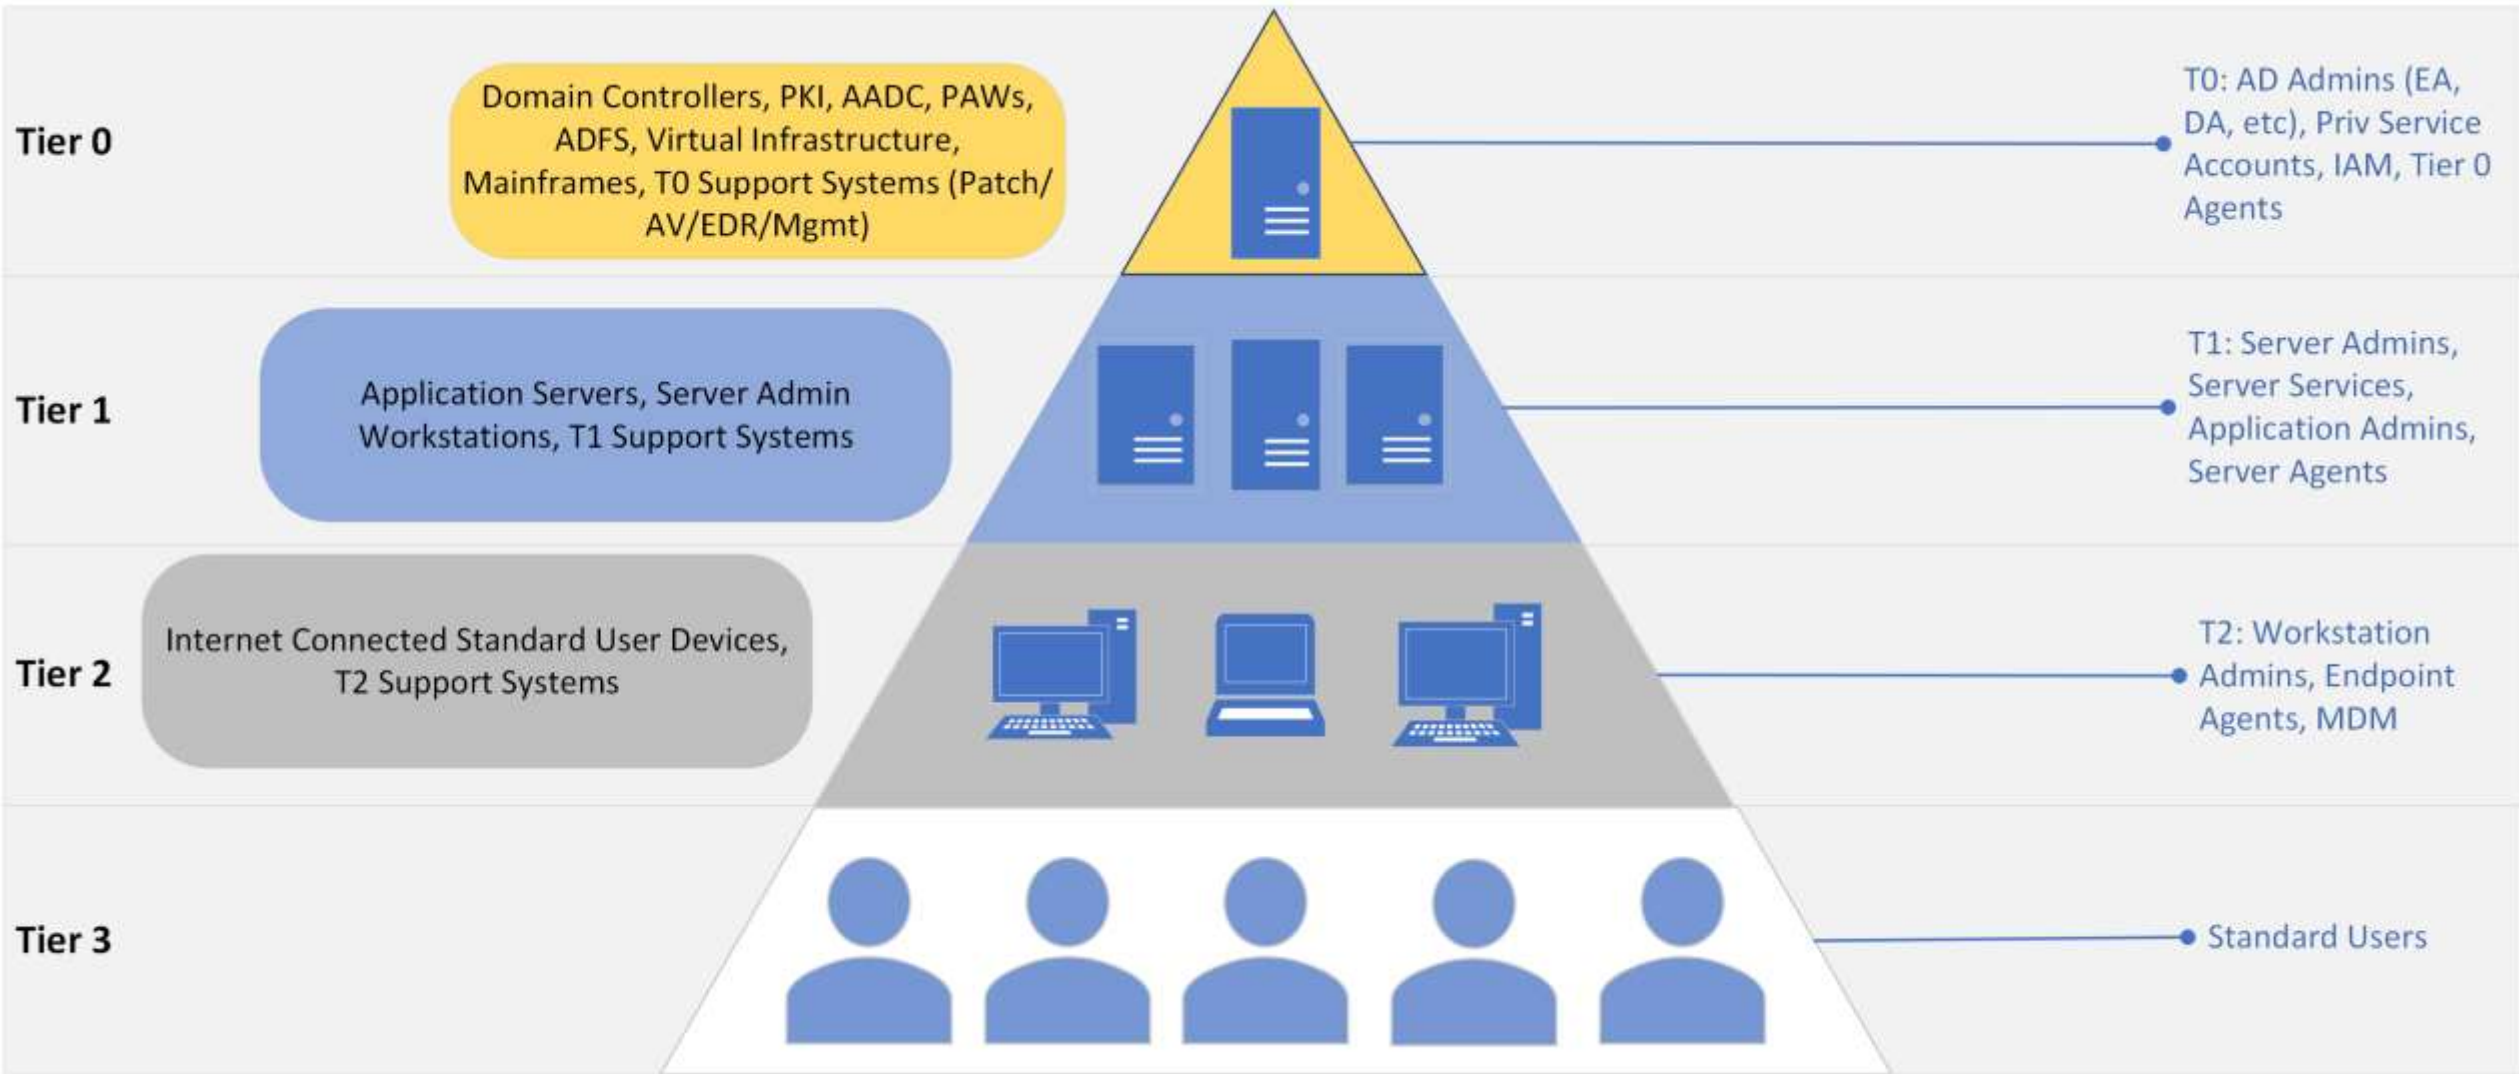 Tier 0
Domain Controllers, PKI, AADC, PAWs,
ADFS, Virtual Infrastructure,
Mainframes, T0 Support Systems (Patch/
AV/EDR/Mgmt)
T0: AD Admins (EA,
DA, etc), Priv Service
Accounts, IAM, Tier 0
Agents
Tier 1
Application Servers, Server Admin
Workstations, T1 Support Systems
T1: Server Admins,
Server Services,
Application Admins,
Server Agents
Tier 2
Internet Connected Standard User Devices,
T2 Support Systems
T2: Workstation
Admins, Endpoint
Agents, MDM
Tier 3
Standard Users